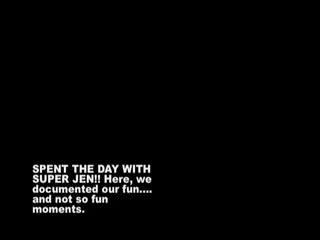 SPENT THE DAY WITH
SUPER JEN!! Here, we
documented our fun....
and not so fun
moments.